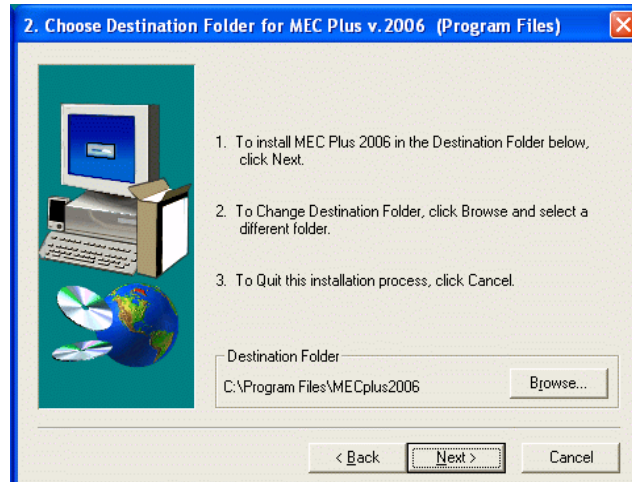 2. Choose Destination Folder for MEC Plus v.2006 (Program Files)
1. To install MEC Plus 2006 in the Destination Folder below,
click Next.
2. To Change Destination Folder, click Browse and select a
different folder.
3. To Quit this installation process, click Cancel.
Destination Folder
C:\Program Files\MECplus2006
Browse...
< Back
Next >
Cancel